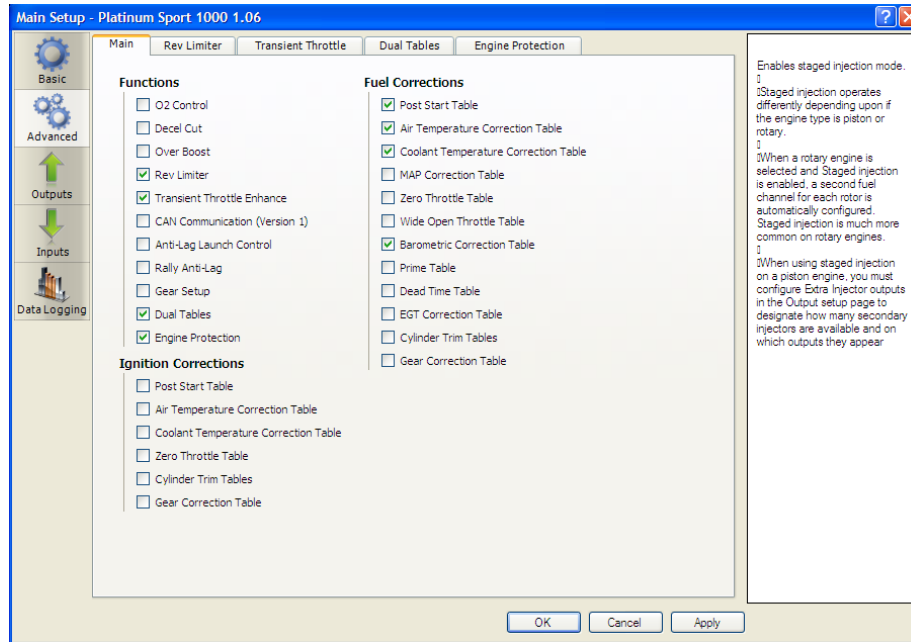 Main Setup - Platinum Sport 1000 1.06
Basic
Advanced
Outputs
Inputs
Data Logging
Main
Rev Limiter
Transient Throttle
Dual Tables
Engine Protection
Functions
O2 Control
Decel Cut
Over Boost
Rev Limiter
Transient Throttle Enhance
CAN Communication (Version 1)
Anti-Lag Launch Control
Rally Anti-Lag
Gear Setup
Dual Tables
Engine Protection
Ignition Corrections
Post Start Table
Air Temperature Correction Table
Coolant Temperature Correction Table
Zero Throttle Table
Cylinder Trim Tables
Gear Correction Table
Fuel Corrections
Post Start Table
Air Temperature Correction Table
Coolant Temperature Correction Table
MAP Correction Table
Zero Throttle Table
Wide Open Throttle Table
Barometric Correction Table
Prime Table
Dead Time Table
EGT Correction Table
Cylinder Trim Tables
Gear Correction Table
Enables staged injection mode.
Staged injection operates
differently depending upon if
the engine type is piston or
rotary.
When a rotary engine is
selected and Staged injection
is enabled, a second fuel
channel for each rotor is
automatically configured.
Staged injection is much more
common on rotary engines.
When using staged injection
on a piston engine, you must
configure Extra Injector outputs
in the Output setup page to
designate how many secondary
injectors are available and on
which outputs they appear
OK
Cancel
Apply